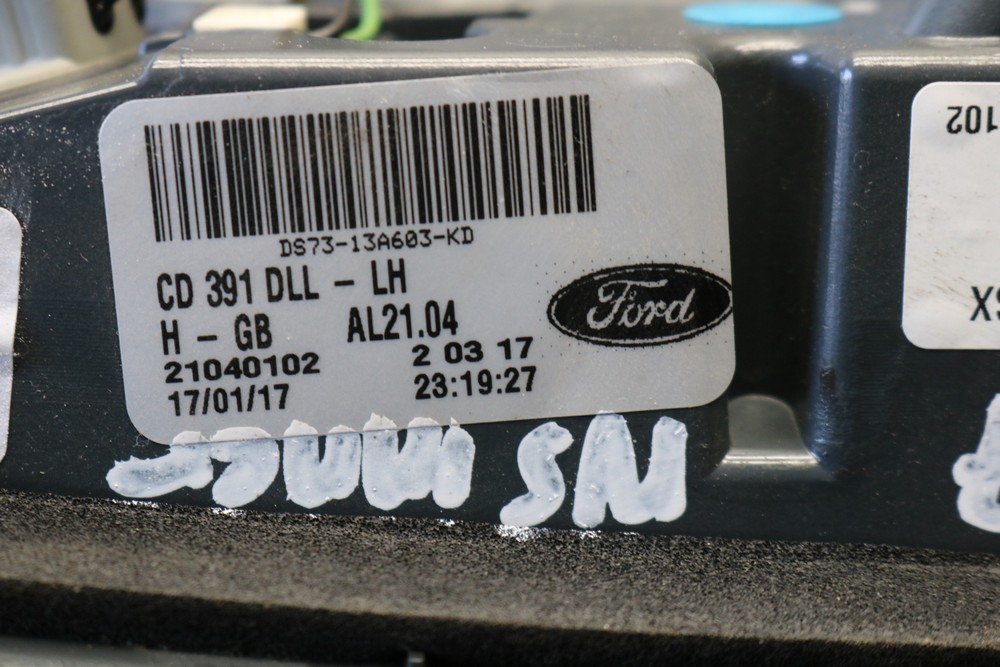 DS73-13A603-KD
CD 391 DLL - LH
H - GB AL21.04
21040102 2 03 17
17/01/17 23:19:27
Ford
102